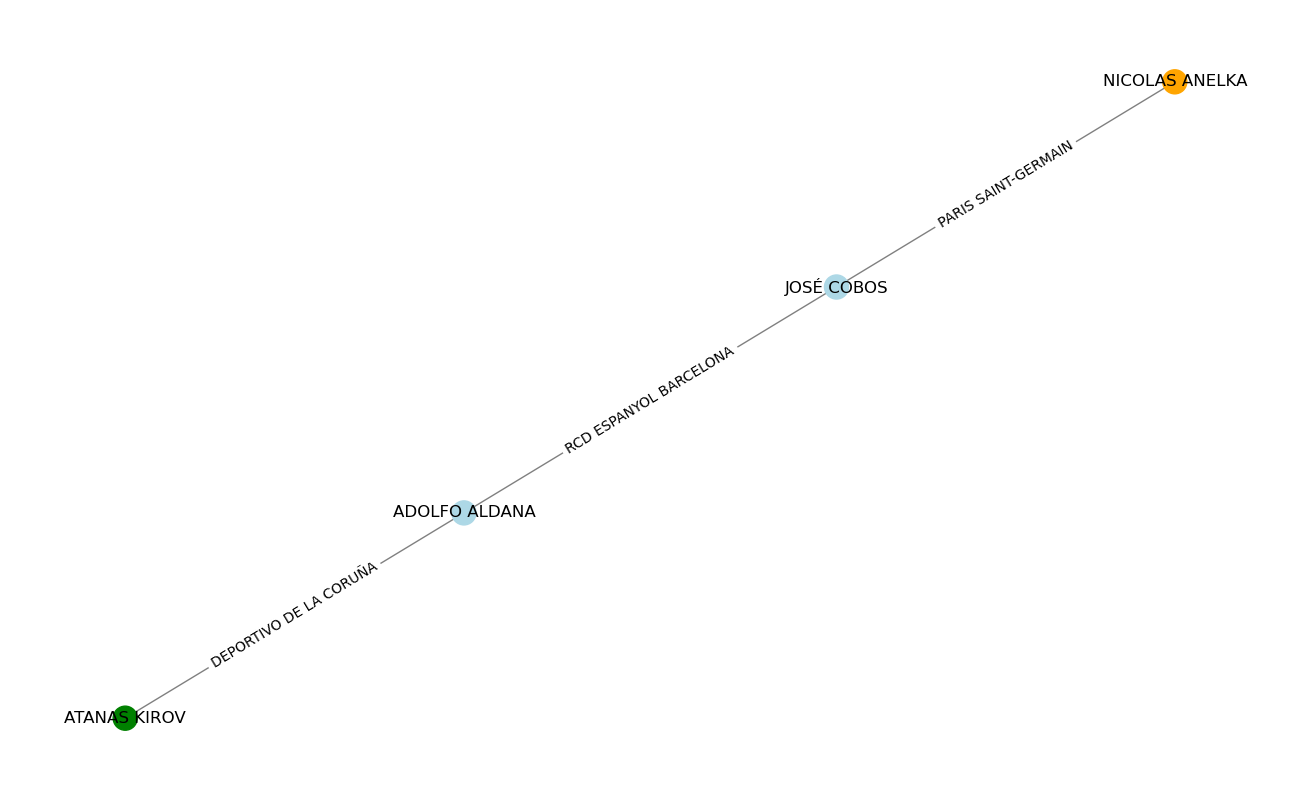 NICOLAS ANELKA
PARIS SAINT-GERMAIN
JOSÉ COBOS
RCD ESPANYOL BARCELONA
ADOLFO ALDANA
DEPORTIVO DE LA CORUÑA
ATANAS KIROV